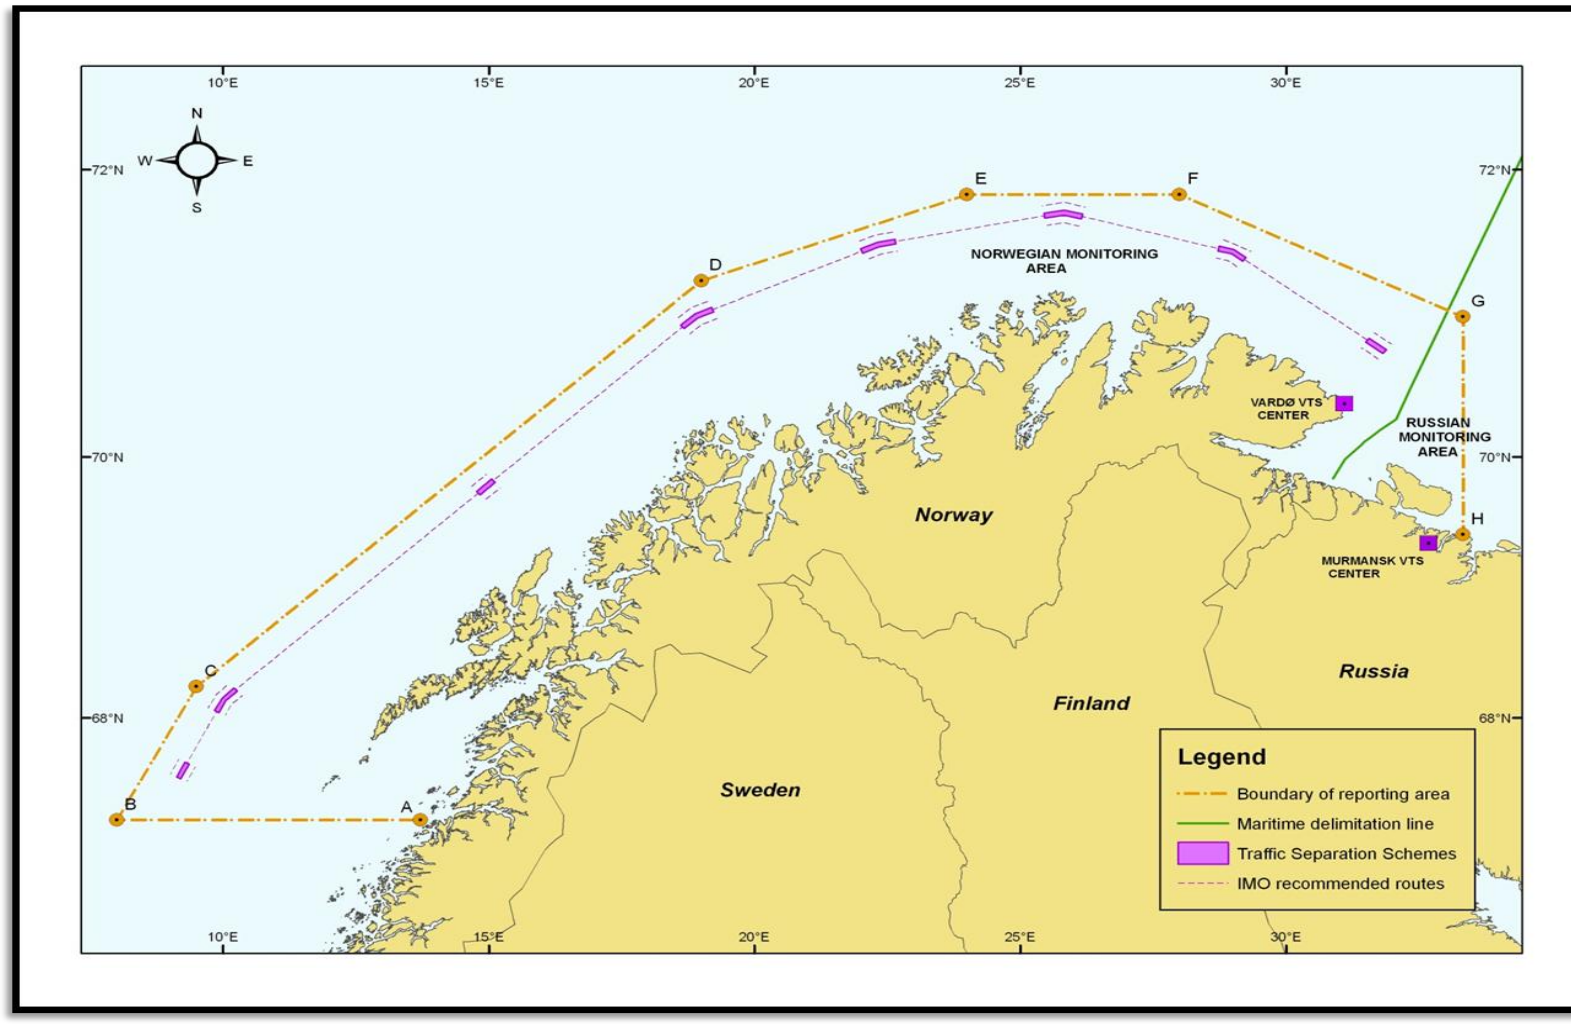 10°E
15°E
20°E
25°E
30°E
N
W
E
S
72°N
72°N
E
F
D
G
NORWEGIAN MONITORING
AREA
VARDØ VTS
CENTER
RUSSIAN
MONITORING
AREA
70°N
70°N
Norway
H
MURMANSK VTS
CENTER
C
Russia
Finland
68°N
68°N
Sweden
B
A
Legend
Boundary of reporting area
Maritime delimitation line
Traffic Separation Schemes
IMO recommended routes
10°E
15°E
20°E
25°E
30°E